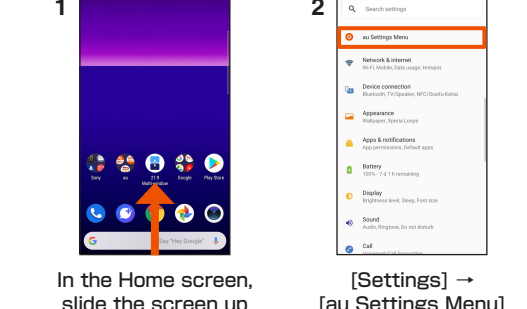 1
2
Search settings
au Settings Menu
Network & internet
Wi-Fi, Mobile, Data usage, Hotspot
Device connection
Bluetooth, TV/Speaker, NFC/Osaifu-Keitai
Appearance
Wallpaper, Xperia Loops
Apps & notifications
App permissions, Default apps
Battery
100% - 7 d 1 h remaining
Display
Brightness level, Sleep, Font size
Sound
Audio, Ringtone, Do not disturb
Call
Sony
au
21:9
Multi-window
Google
Play Store
G
Say "Hey Google"
In the Home screen,
slide the screen up
[Settings] →
[au Settings Menu]